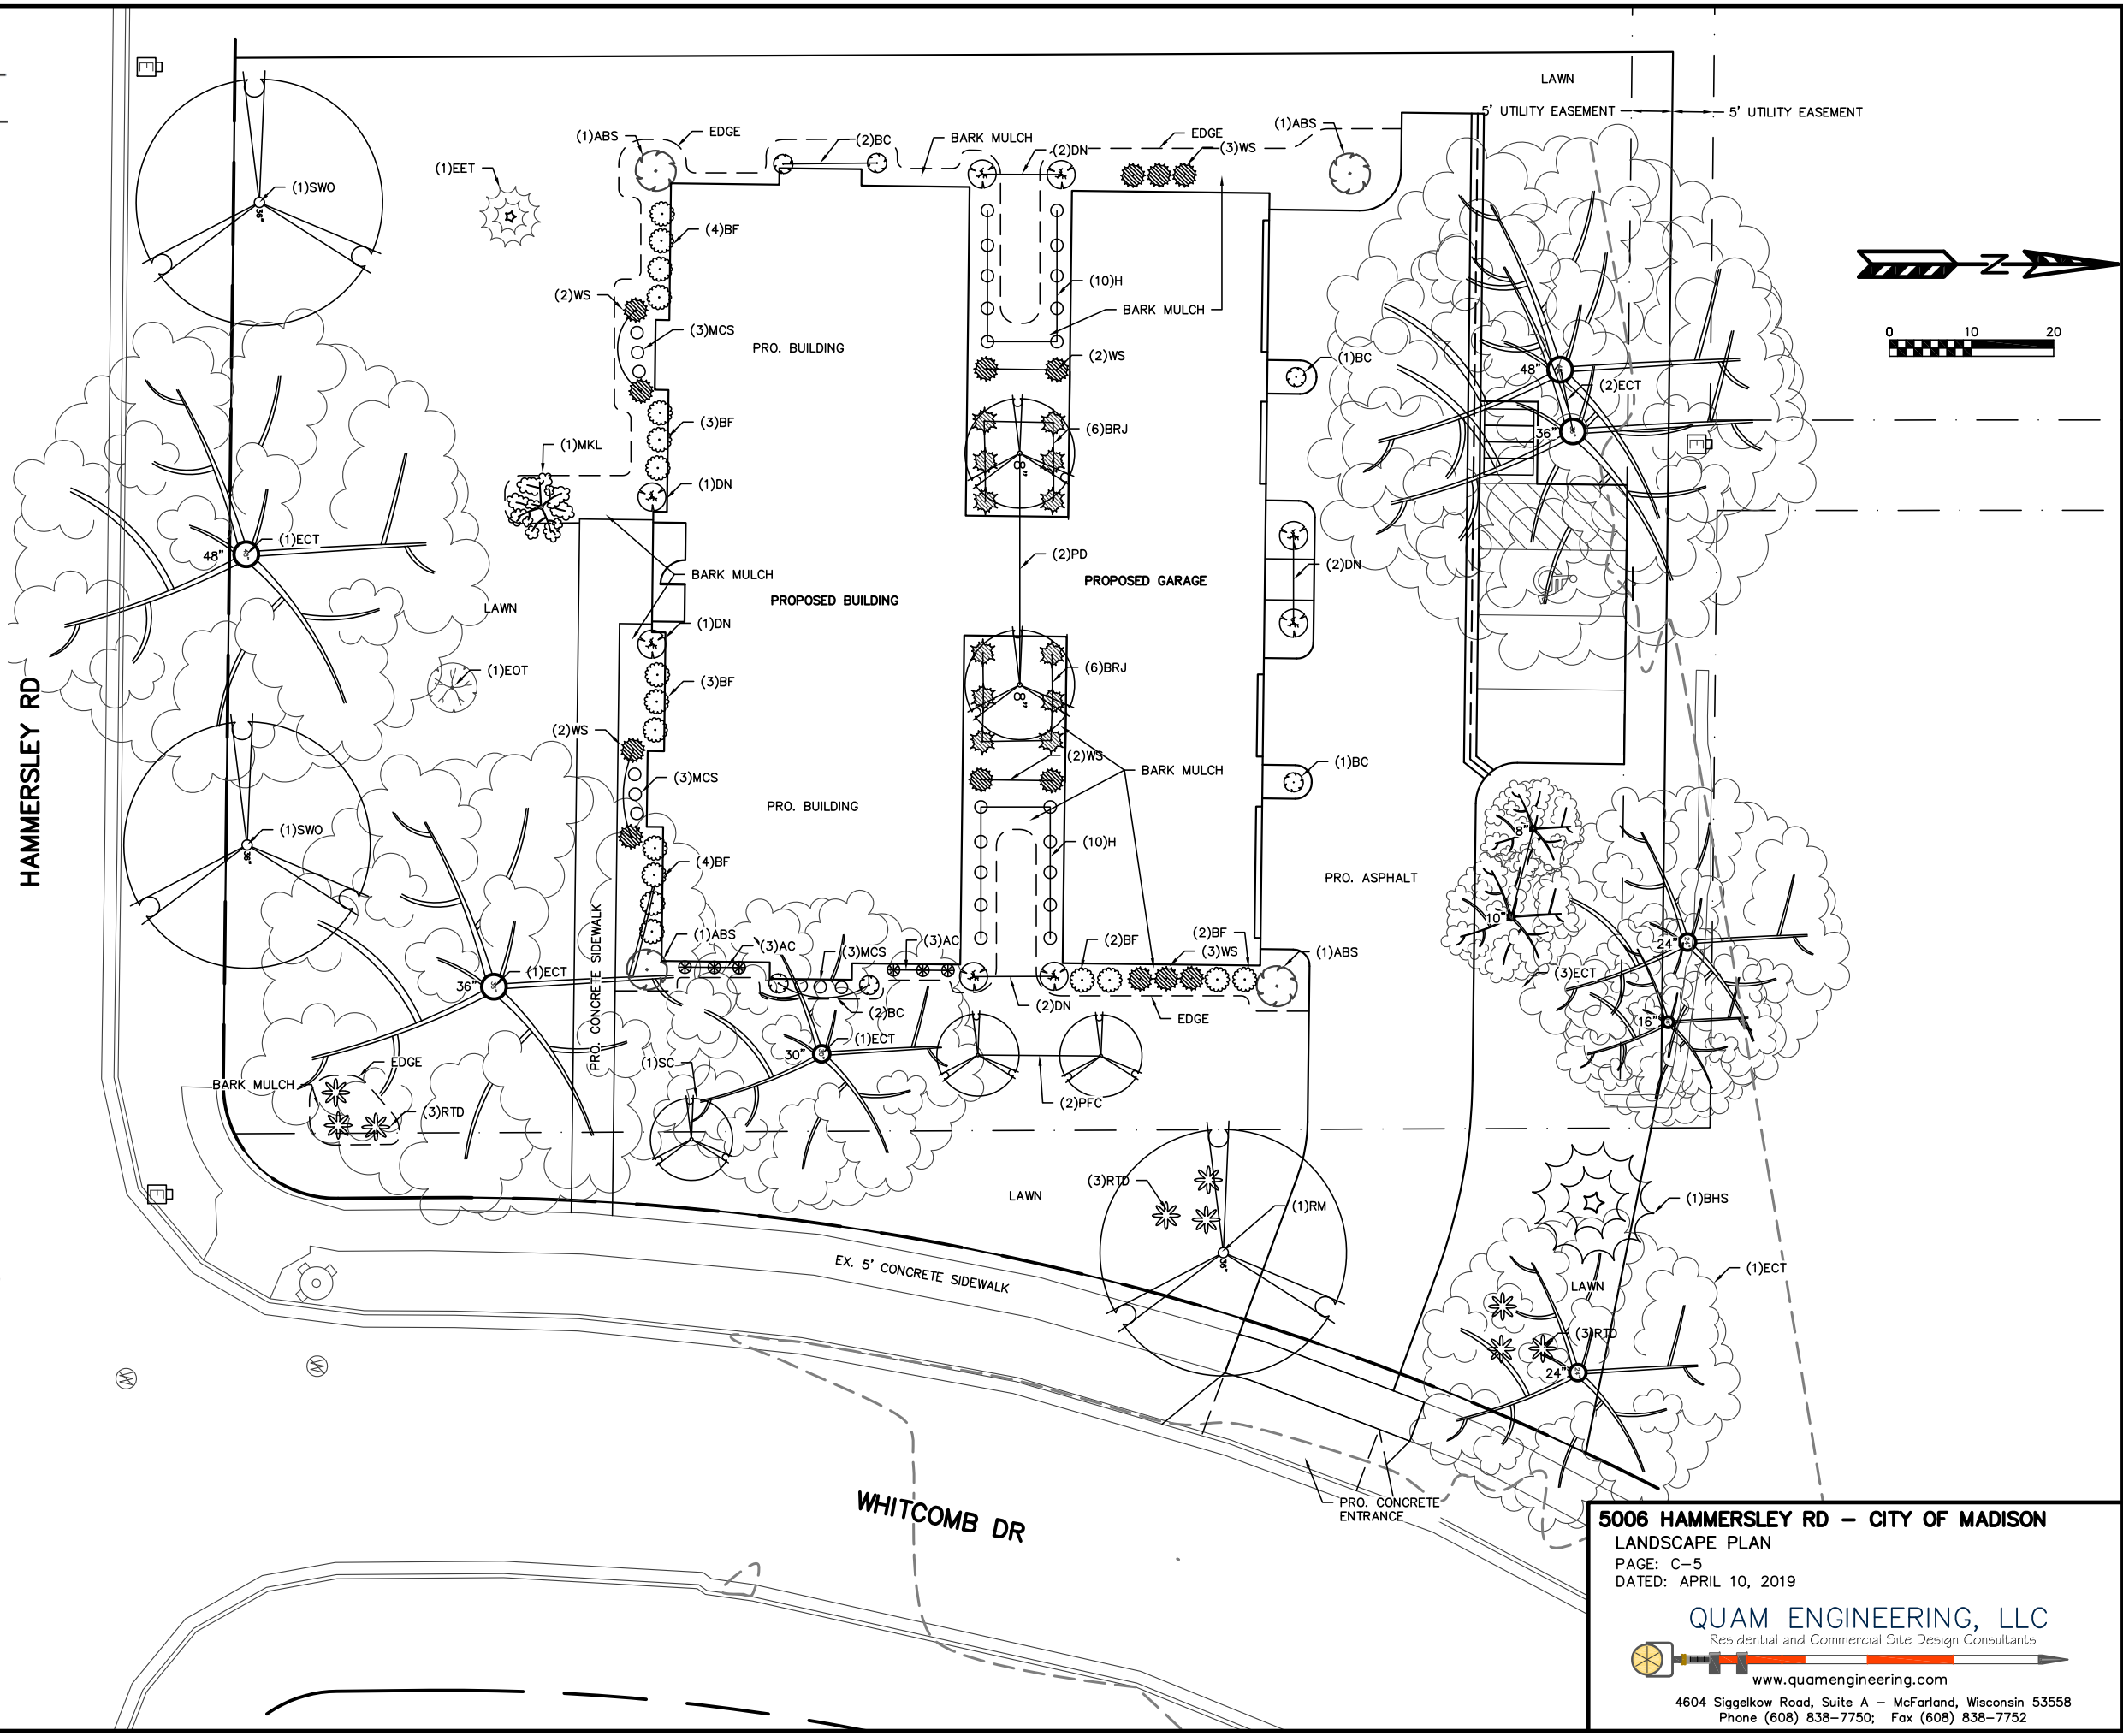 LAWN
5' UTILITY EASEMENT
5' UTILITY EASEMENT
E
(1)ABS
EDGE
(2)BC
BARK MULCH
(2)DN
EDGE
(3)WS
(1)ABS
(1)EET
(1)SWO
36"
(4)BF
(10)H
BARK MULCH
N
(2)WS
(3)MCS
PRO. BUILDING
(2)WS
(1)BC
0 10 20
48"
(2)ECT
36"
(3)BF
(6)BRJ
(1)MKL
8"
E
(1)DN
48"
(1)ECT
(2)PD
(2)DN
BARK MULCH
PROPOSED GARAGE
PROPOSED BUILDING
LAWN
(1)DN
(1)EOT
(3)BF
(6)BRJ
8"
HAMMERSLEY RD
(2)WS
(2)WS
(1)BC
BARK MULCH
(3)MCS
PRO. BUILDING
(1)SWO
36"
8"
(10)H
(4)BF
PRO. ASPHALT
10"
24"
PRO. CONCRETE SIDEWALK
(1)ABS
(3)AC
(3)MCS
(3)AC
(2)BF
(2)BF
(3)WS
(1)ABS
36"
(1)ECT
(3)ECT
(2)BC
(2)DN
EDGE
16"
30"
(1)ECT
(1)SC
EDGE
BARK MULCH
(3)RTD
(2)PFC
E
LAWN
(3)RTD
(1)RM
36"
(1)BHS
EX. 5' CONCRETE SIDEWALK
(1)ECT
LAWN
(3)RTD
24"
W
W
WHITCOMB DR
PRO. CONCRETE
ENTRANCE
5006 HAMMERSLEY RD – CITY OF MADISON
LANDSCAPE PLAN
PAGE: C–5
DATED: APRIL 10, 2019
QUAM ENGINEERING, LLC
Residential and Commercial Site Design Consultants
www.quamengineering.com
4604 Siggelkow Road, Suite A – McFarland, Wisconsin 53558
Phone (608) 838–7750; Fax (608) 838–7752